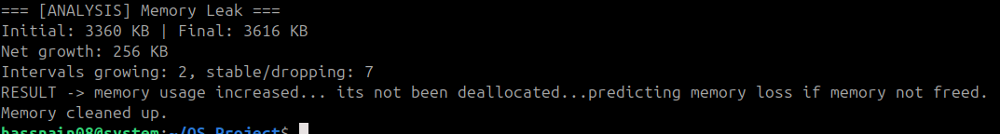 === [ANALYSIS] Memory Leak ===
Initial: 3360 KB | Final: 3616 KB
Net growth: 256 KB
Intervals growing: 2, stable/dropping: 7
RESULT -> memory usage increased... its not been deallocated...predicting memory loss if memory not freed.
Memory cleaned up.
hassnain08@system:~/OS Project$